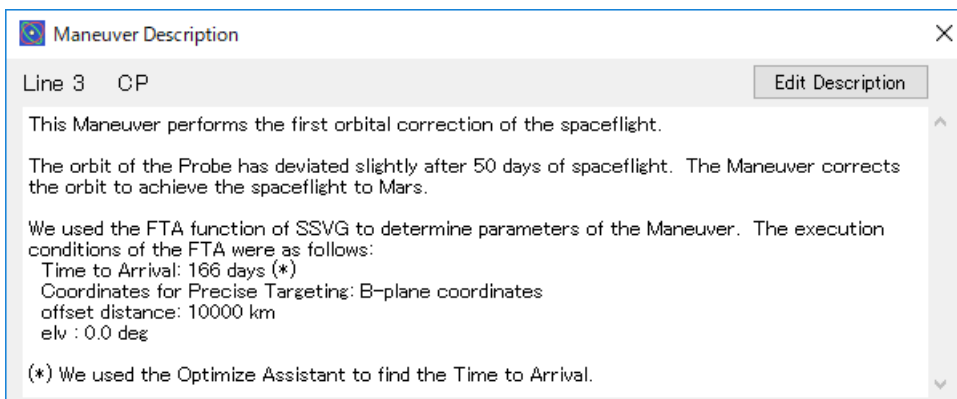 Maneuver Description
Line 3 CP
Edit Description
This Maneuver performs the first orbital correction of the spaceflight.
The orbit of the Probe has deviated slightly after 50 days of spaceflight. The Maneuver corrects
the orbit to achieve the spaceflight to Mars.
We used the FTA function of SSVG to determine parameters of the Maneuver. The execution
conditions of the FTA were as follows:
Time to Arrival: 166 days (*)
Coordinates for Precise Targeting: B-plane coordinates
offset distance: 10000 km
elv : 0.0 deg
(*) We used the Optimize Assistant to find the Time to Arrival.